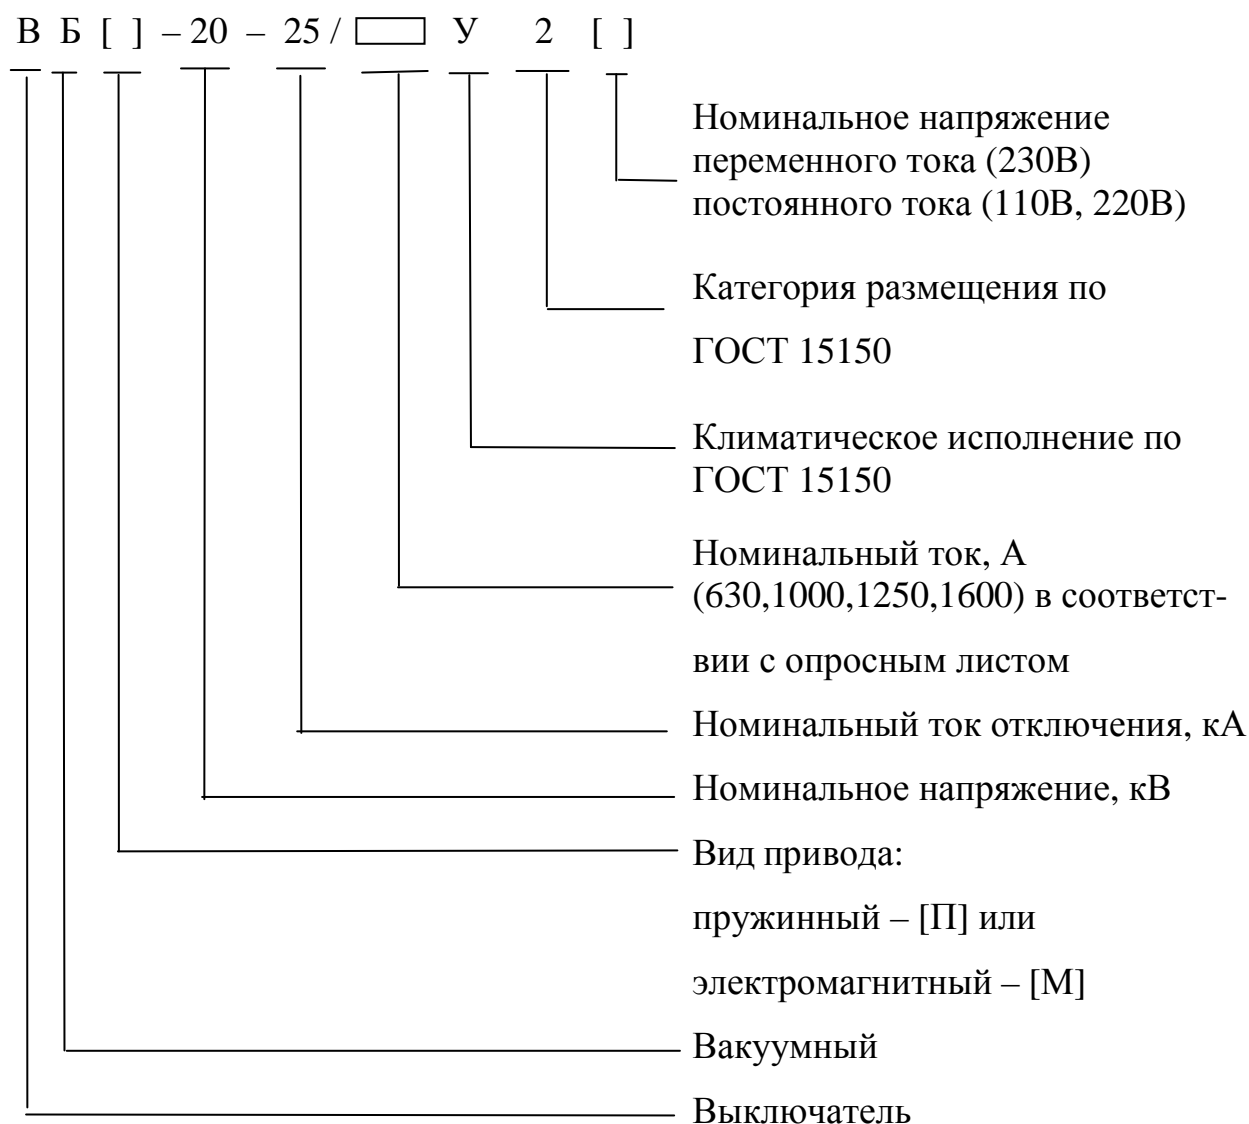 В Б [ ] – 20 – 25 / У 2 [ ]
Номинальное напряжение
переменного тока (230В)
постоянного тока (110В, 220В)
Категория размещения по
ГОСТ 15150
Климатическое исполнение по
ГОСТ 15150
Номинальный ток, А
(630,1000,1250,1600) в соответст-
вии с опросным листом
Номинальный ток отключения, кА
Номинальное напряжение, кВ
Вид привода:
пружинный – [П] или
электромагнитный – [М]
Вакуумный
Выключатель